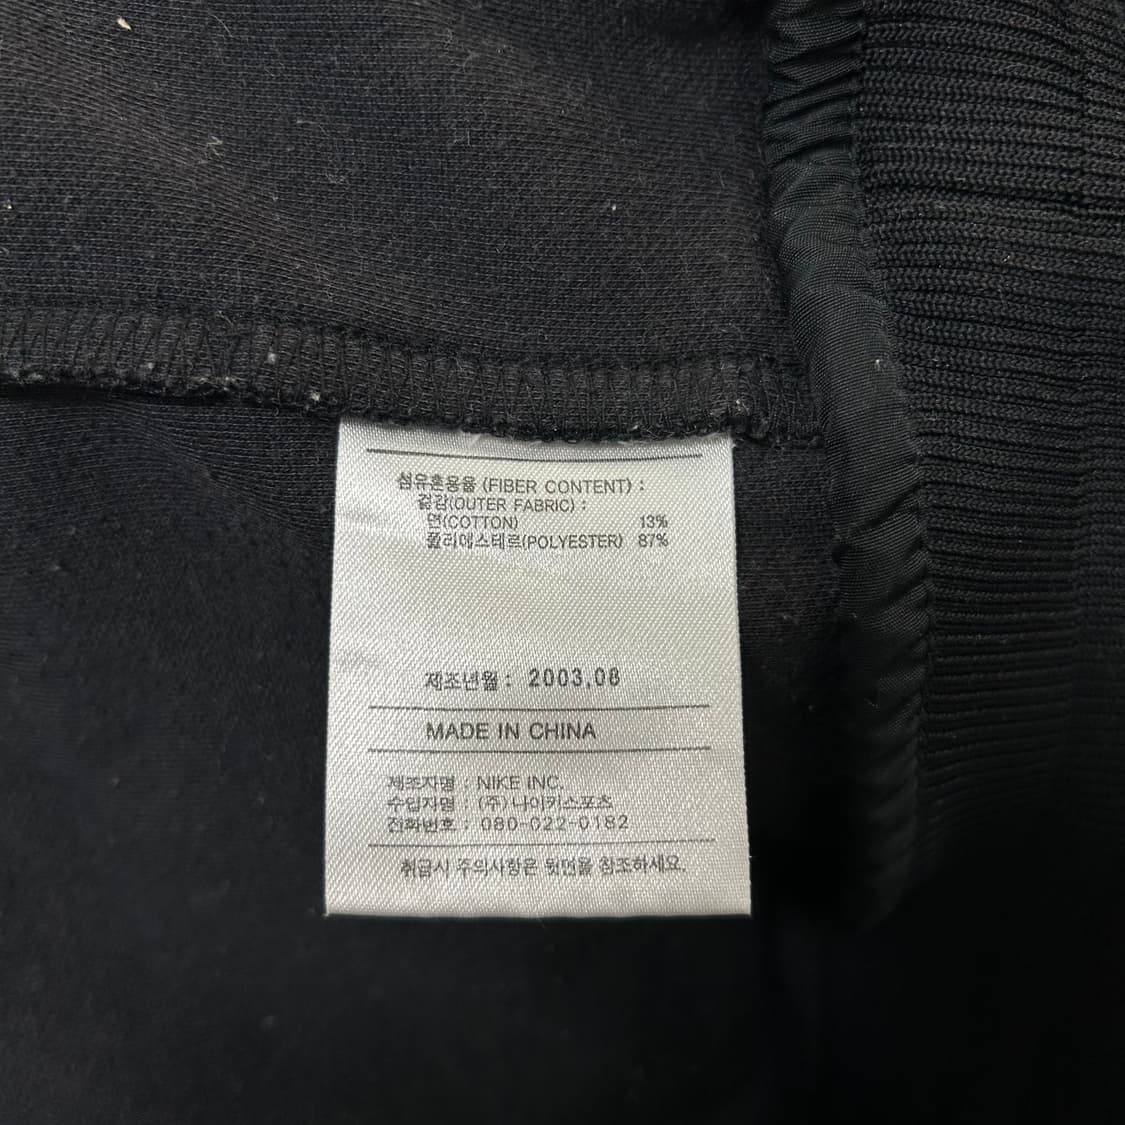 섬유혼용율 (FIBER CONTENT) :
겉감(OUTER FABRIC) :
면(COTTON) 13%
폴리에스테르(POLYESTER) 87%
제조년월 : 2003.08
MADE IN CHINA
제조자명 : NIKE INC.
수입자명 : (주)나이키스포츠
전화번호 : 080-022-0182
취급시 주의사항은 뒷면을 참조하세요.